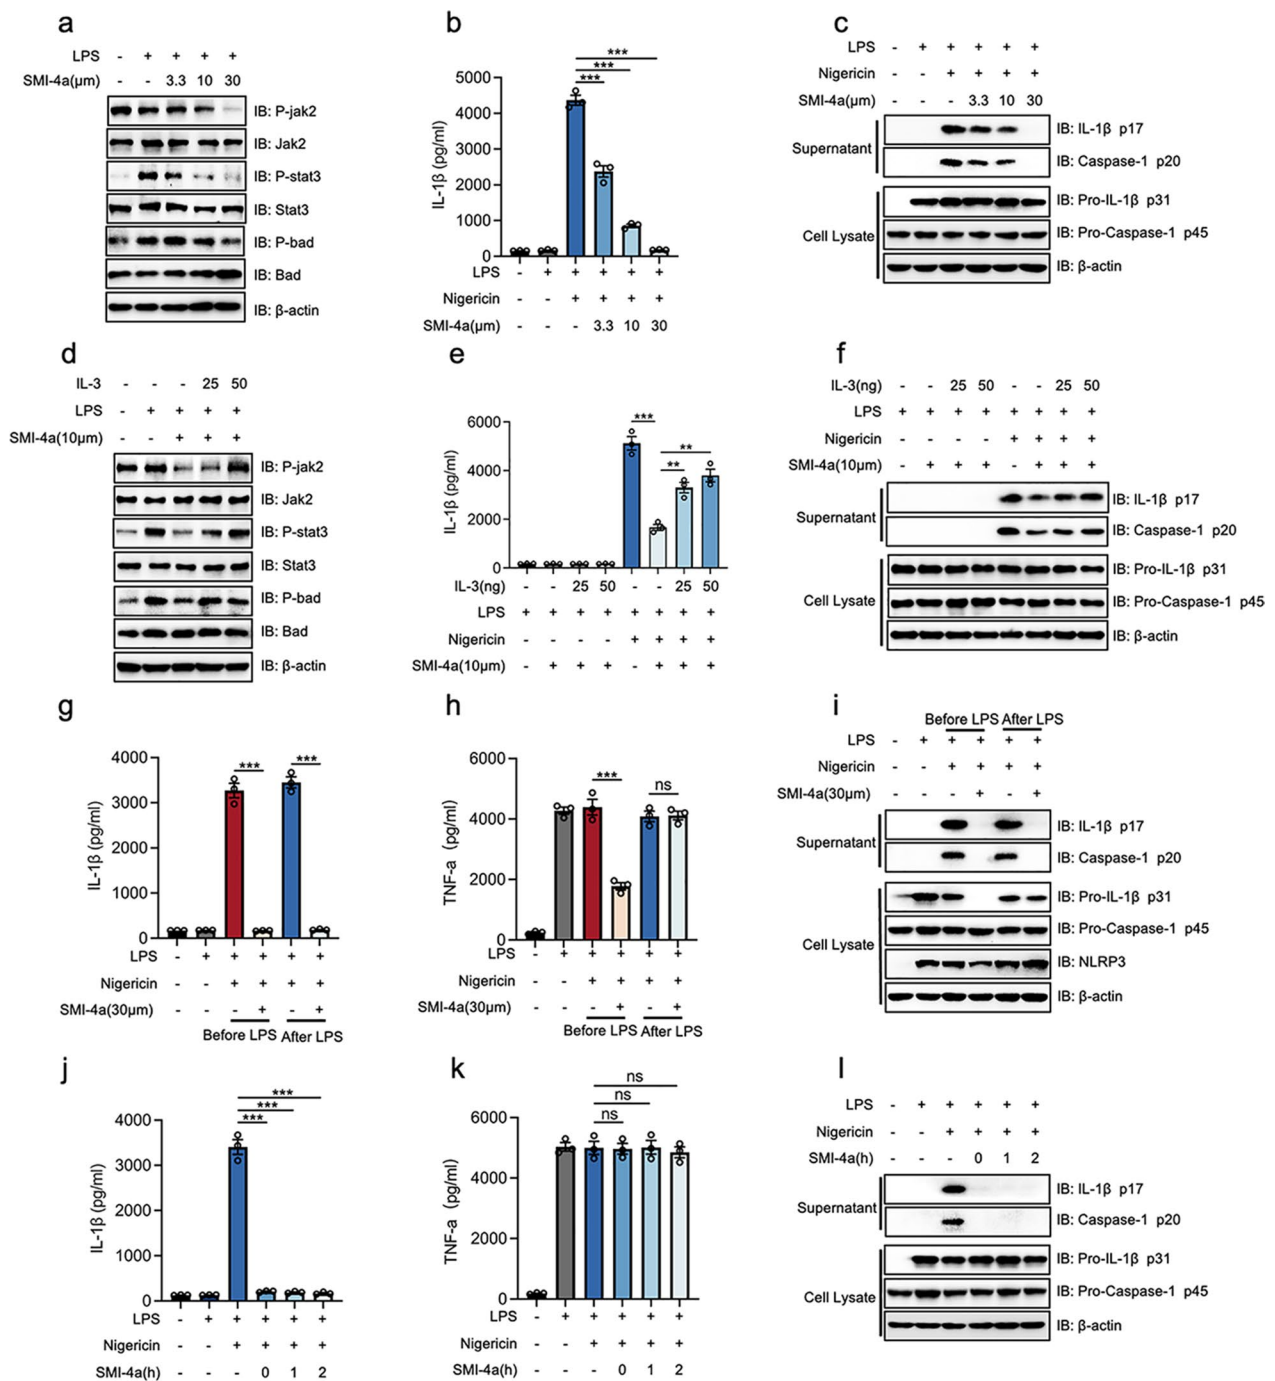 a
LPS - + + + +
SMI-4a(μm) - - 3.3 10 30
IB: P-jak2
IB: Jak2
IB: P-stat3
IB: Stat3
IB: P-bad
IB: Bad
IB: β-actin
b
***
***
***
IL-1β (pg/ml)
5000
4000
3000
2000
1000
0
LPS - + + + + +
Nigericin - - + + + +
SMI-4a(μm) - - - 3.3 10 30
c
LPS - + + + + +
Nigericin - - + + + +
SMI-4a(μm) - - - 3.3 10 30
Supernatant
IB: IL-1β p17
IB: Caspase-1 p20
Cell Lysate
IB: Pro-IL-1β p31
IB: Pro-Caspase-1 p45
IB: β-actin
d
IL-3 - - - 25 50
LPS - + + + +
SMI-4a(10μm) - - + + +
IB: P-jak2
IB: Jak2
IB: P-stat3
IB: Stat3
IB: P-bad
IB: Bad
IB: β-actin
e
***
**
**
IL-1β (pg/ml)
6000
4000
2000
0
IL-3(ng) - - 25 50 - - 25 50
LPS + + + + + + + +
Nigericin - - - - + + + +
SMI-4a(10μm) - + + + - + + +
f
IL-3(ng) - - 25 50 - - 25 50
LPS + + + + + + + +
Nigericin - - - - + + + +
SMI-4a(10μm) - + + + - + + +
Supernatant
IB: IL-1β p17
IB: Caspase-1 p20
Cell Lysate
IB: Pro-IL-1β p31
IB: Pro-Caspase-1 p45
IB: β-actin
g
*** ***
IL-1β (pg/ml)
4000
3000
2000
1000
0
LPS - + + + + +
Nigericin - - + + + +
SMI-4a(30μm) - - - + - +
Before LPS After LPS
h
*** ns
TNF-a (pg/ml)
6000
4000
2000
0
LPS - + + + + +
Nigericin - - + + + +
SMI-4a(30μm) - - - + - +
Before LPS After LPS
i
Before LPS After LPS
LPS - + + + + +
Nigericin - - + + + +
SMI-4a(30μm) - - - + - +
Supernatant
IB: IL-1β p17
IB: Caspase-1 p20
Cell Lysate
IB: Pro-IL-1β p31
IB: Pro-Caspase-1 p45
IB: NLRP3
IB: β-actin
j
***
***
***
IL-1β (pg/ml)
4000
3000
2000
1000
0
LPS - + + + + +
Nigericin - - + + + +
SMI-4a(h) - - - 0 1 2
k
ns
ns
ns
TNF-a (pg/ml)
6000
4000
2000
0
LPS - + + + + +
Nigericin - - + + + +
SMI-4a(h) - - - 0 1 2
l
LPS - + + + + +
Nigericin - - + + + +
SMI-4a(h) - - - 0 1 2
Supernatant
IB: IL-1β p17
IB: Caspase-1 p20
Cell Lysate
IB: Pro-IL-1β p31
IB: Pro-Caspase-1 p45
IB: β-actin